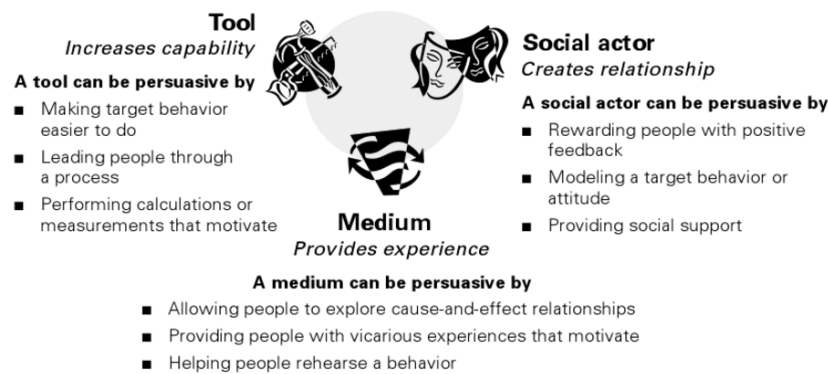 Tool
Increases capability
A tool can be persuasive by
■ Making target behavior
easier to do
■ Leading people through
a process
■ Performing calculations or
measurements that motivate
Social actor
Creates relationship
A social actor can be persuasive by
■ Rewarding people with positive
feedback
■ Modeling a target behavior or
attitude
■ Providing social support
Medium
Provides experience
A medium can be persuasive by
■ Allowing people to explore cause-and-effect relationships
■ Providing people with vicarious experiences that motivate
■ Helping people rehearse a behavior